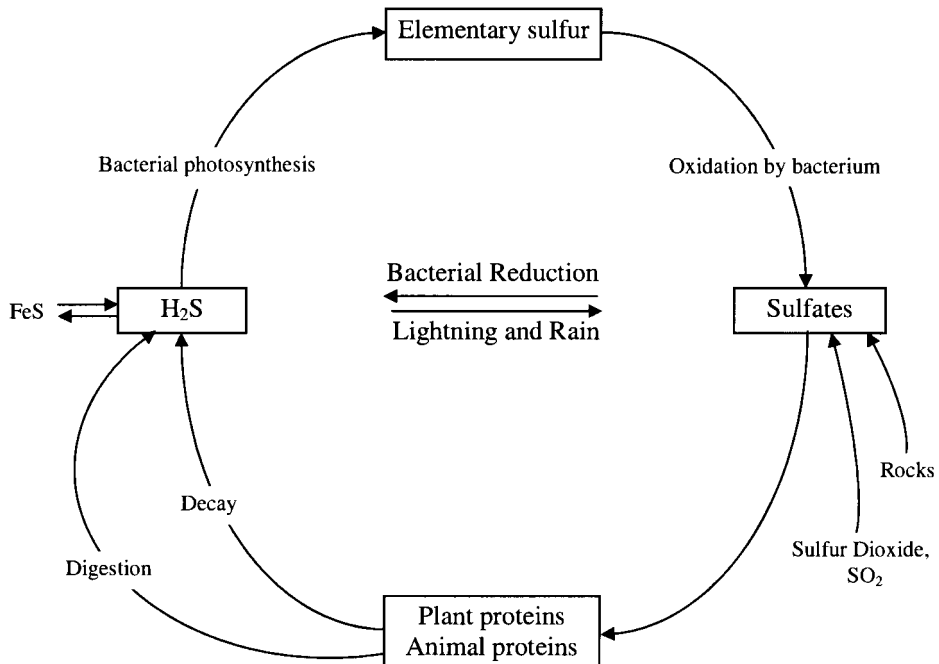 Elementary sulfur
Bacterial photosynthesis
Oxidation by bacterium
Bacterial Reduction
FeS
H₂S
Sulfates
Lightning and Rain
Rocks
Decay
Sulfur Dioxide,
SO₂
Digestion
Plant proteins
Animal proteins